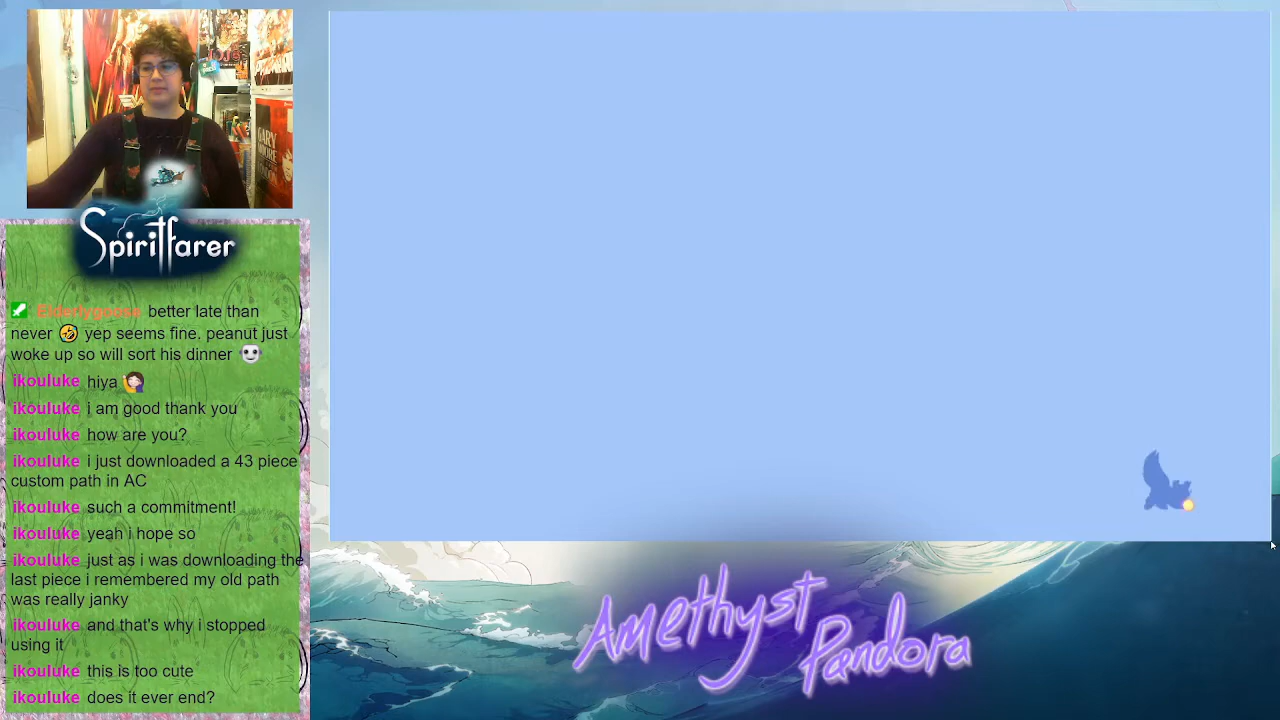 JOJO
GARY
MOORE
Spiritfarer
Elderlygoose better late than
never 🤣 yep seems fine. peanut just
woke up so will sort his dinner
ikouluke hiya
ikouluke i am good thank you
ikouluke how are you?
ikouluke i just downloaded a 43 piece
custom path in AC
ikouluke such a commitment!
ikouluke yeah i hope so
ikouluke just as i was downloading the
last piece i remembered my old path
was really janky
ikouluke and that's why i stopped
using it
ikouluke this is too cute
ikouluke does it ever end?
Amethyst
Pandora